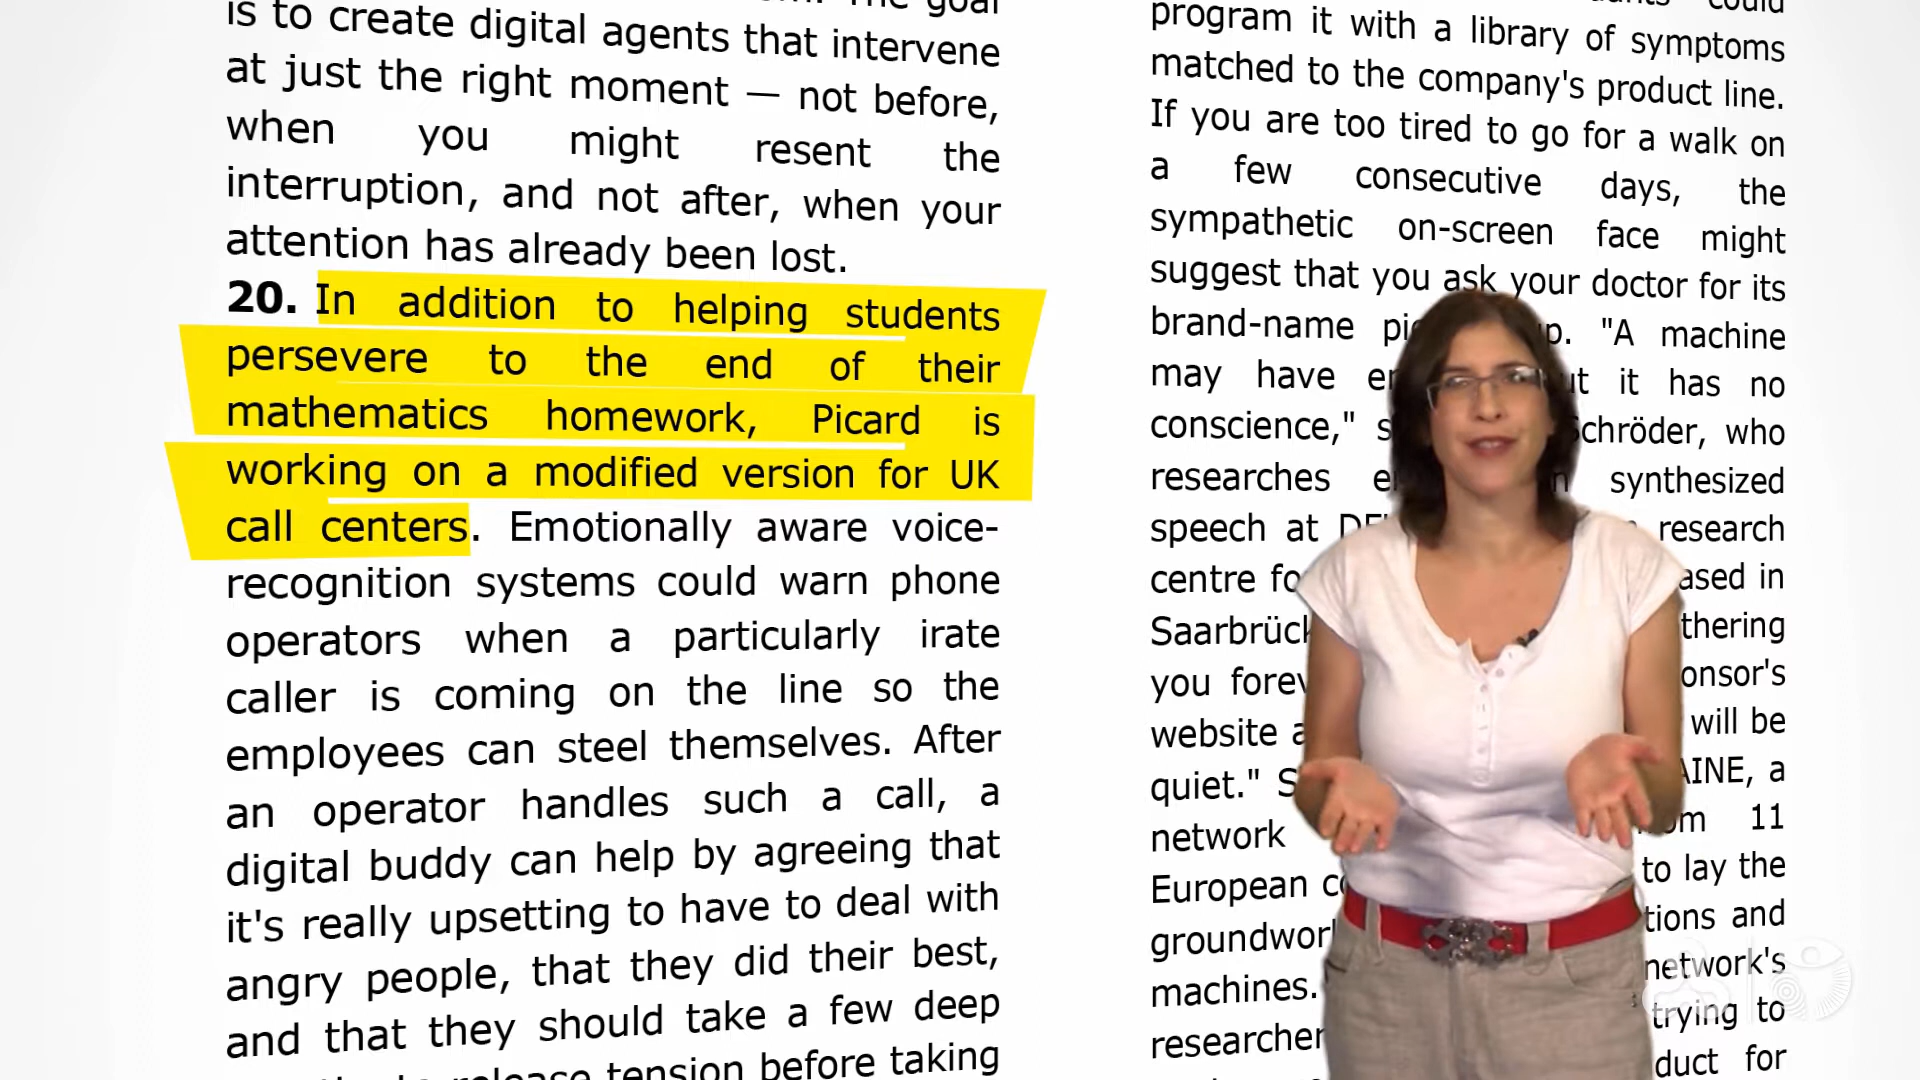 is to create digital agents that intervene
at just the right moment — not before,
when you might resent the
interruption, and not after, when your
attention has already been lost.
20. In addition to helping students
persevere to the end of their
mathematics homework, Picard is
working on a modified version for UK
call centers. Emotionally aware voice-
recognition systems could warn phone
operators when a particularly irate
caller is coming on the line so the
employees can steel themselves. After
an operator handles such a call, a
digital buddy can help by agreeing that
it's really upsetting to have to deal with
angry people, that they did their best,
and that they should take a few deep
release tension before taking
could
program it with a library of symptoms
matched to the company's product line.
If you are too tired to go for a walk on
a few consecutive days, the
sympathetic on-screen face might
suggest that you ask your doctor for its
brand-name "A machine
may have it has no
conscience," Schröder, who
researches synthesized
speech at research
centre in
Saarbrück
you
website will be
quiet." a
network 11
European to lay the
and
machines. network's
trying to
for